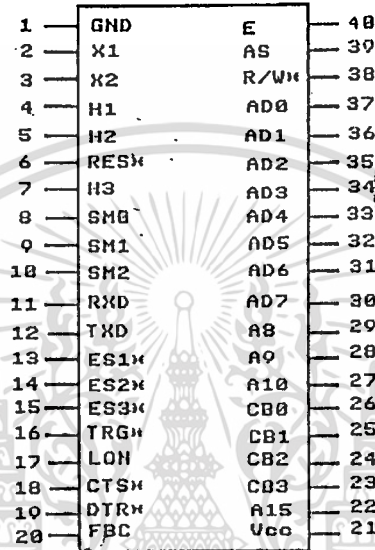 1 GND E 40
2 X1 AS 39
3 X2 R/W* 38
4 H1 AD0 37
5 H2 AD1 36
6 RES* AD2 35
7 H3 AD3 34
8 SM0 AD4 33
9 SM1 AD5 32
10 SM2 AD6 31
11 RXD AD7 30
12 TXD A8 29
13 ES1* A9 28
14 ES2* A10 27
15 ES3* CB0 26
16 TRG* CB1 25
17 LON CB2 24
18 CTS* CB3 23
19 DTR* A15 22
20 FBC Vcc 21